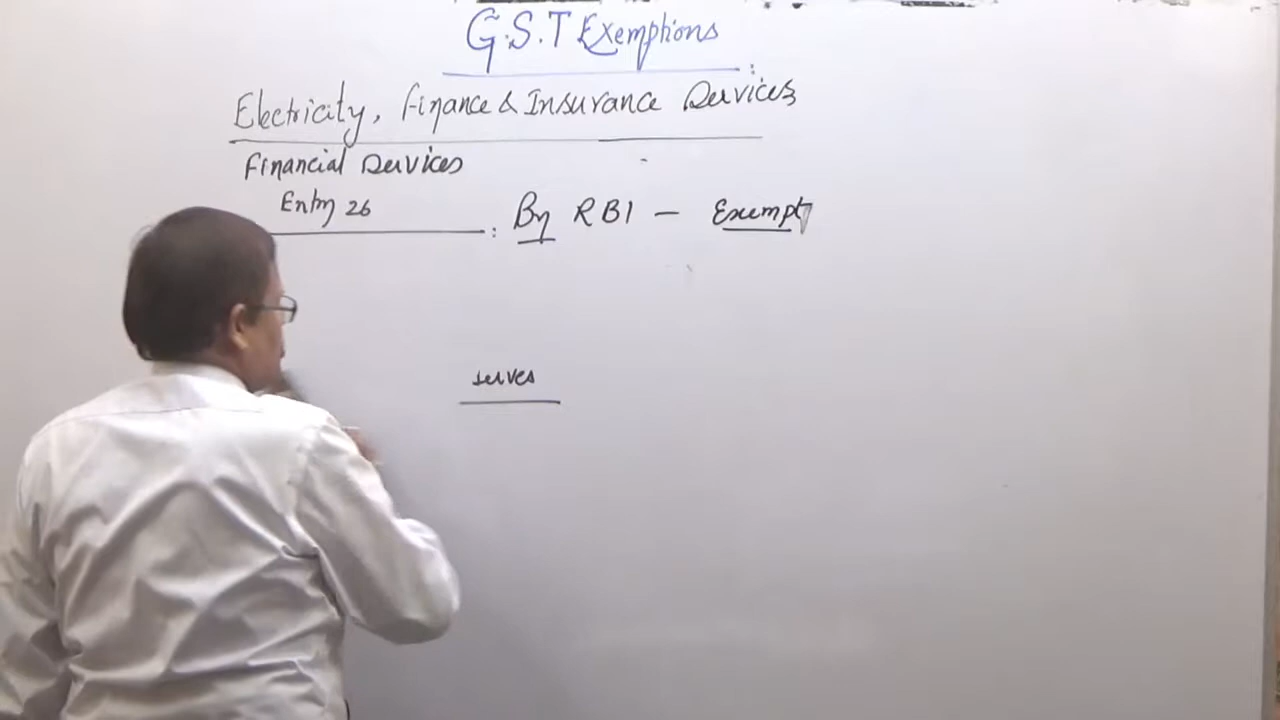 G.S.T Exemptions
Electricity, Finance & Insurance Services
Financial Services
Entry 26 : By RBI — Exempt
serves